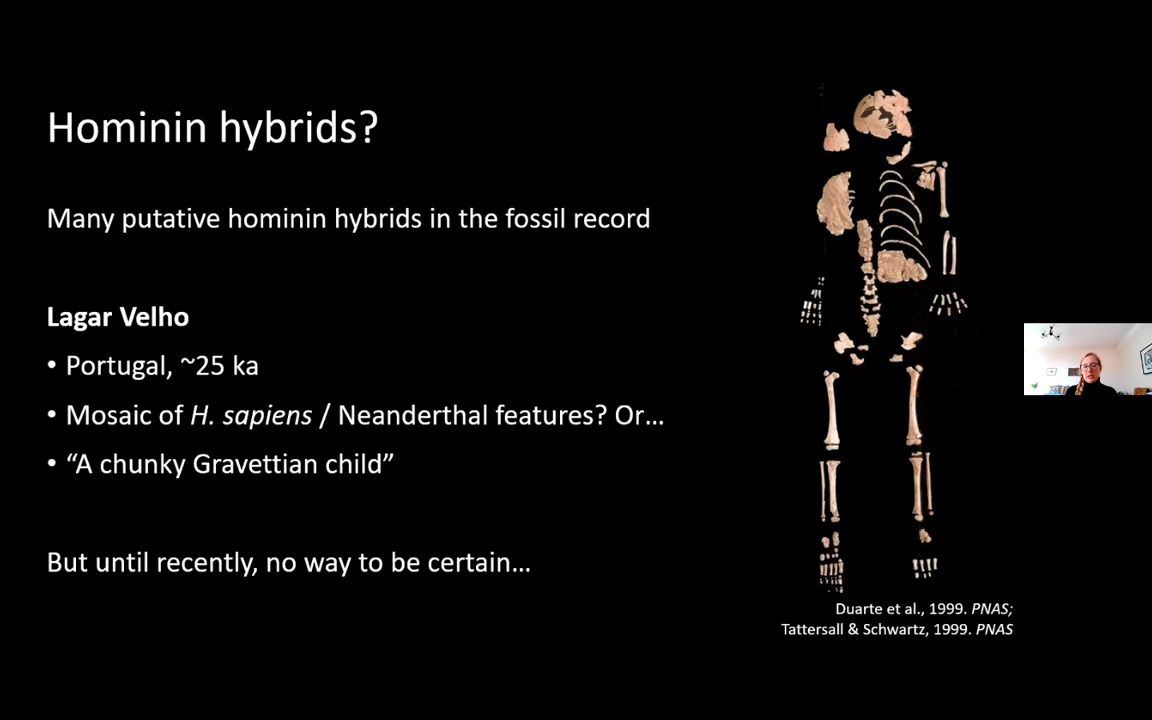 Hominin hybrids?
Many putative hominin hybrids in the fossil record
Lagar Velho
• Portugal, ~25 ka
• Mosaic of H. sapiens / Neanderthal features? Or…
• “A chunky Gravettian child”
But until recently, no way to be certain…
Duarte et al., 1999. PNAS;
Tattersall & Schwartz, 1999. PNAS